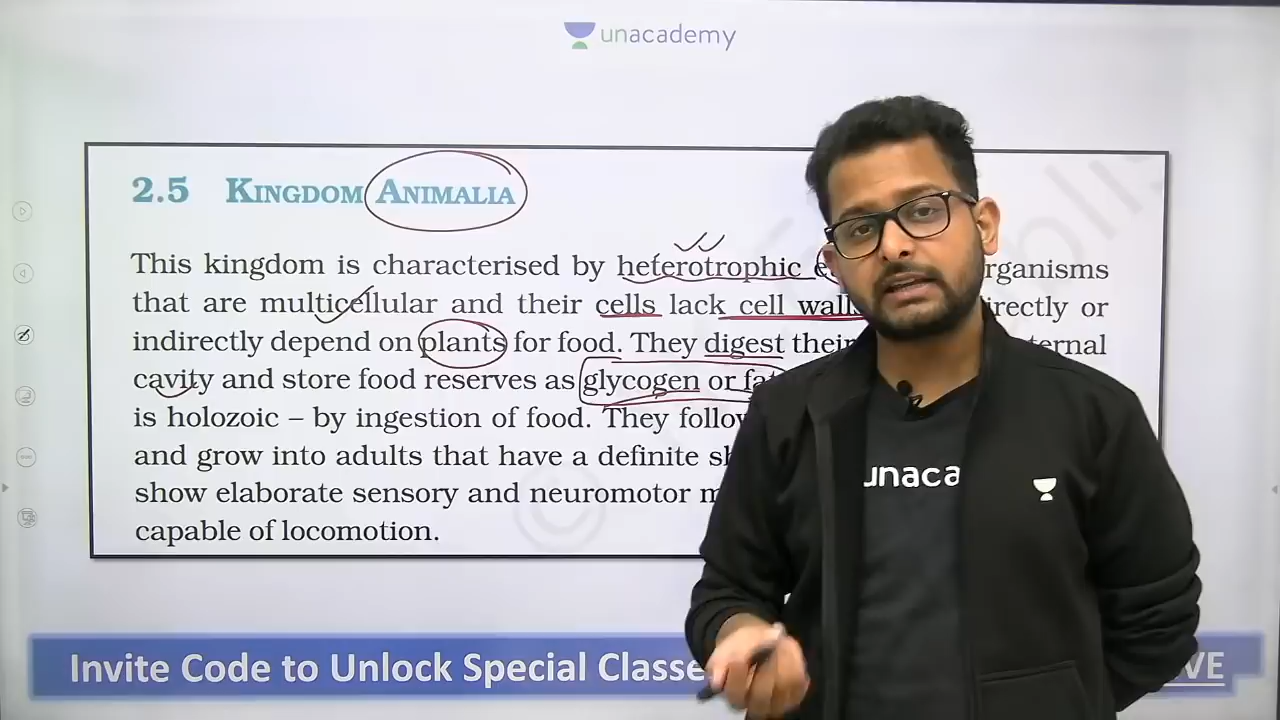 unacademy
2.5 KINGDOM ANIMALIA
This kingdom is characterised by heterotrophic
that are multicellular and their cells lack cell walls irectly or
indirectly depend on plants for food. They digest their
cavity and store food reserves as glycogen or fat
is holozoic – by ingestion of food. They follow
and grow into adults that have a definite
show elaborate sensory and neuromotor
capable of locomotion.
unaca
Invite Code to Unlock Special Classe